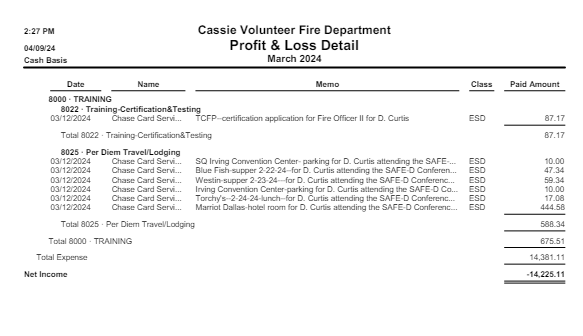 2:27 PM
Cassie Volunteer Fire Department
04/09/24
Profit & Loss Detail
Cash Basis
March 2024
Date Name Memo Class Paid Amount
8000 · TRAINING
8022 · Training-Certification&Testing
03/12/2024 Chase Card Servi... TCFP--certification application for Fire Officer II for D. Curtis ESD 87.17
Total 8022 · Training-Certification&Testing 87.17
8025 · Per Diem Travel/Lodging
03/12/2024 Chase Card Servi... SQ Irving Convention Center- parking for D. Curtis attending the SAFE-... ESD 10.00
03/12/2024 Chase Card Servi... Blue Fish-supper 2-22-24--for D. Curtis attending the SAFE-D Conferen... ESD 47.34
03/12/2024 Chase Card Servi... Westin-supper 2-23-24---for D. Curtis attending the SAFE-D Conferenc... ESD 59.34
03/12/2024 Chase Card Servi... Irving Convention Center-parking for D. Curtis attending the SAFE-D Co... ESD 10.00
03/12/2024 Chase Card Servi... Torchy's--2-24-24-lunch--for D. Curtis attending the SAFE-D Conferenc... ESD 17.08
03/12/2024 Chase Card Servi... Marriot Dallas-hotel room for D. Curtis attending the SAFE-D Conferenc... ESD 444.58
Total 8025 · Per Diem Travel/Lodging 588.34
Total 8000 · TRAINING 675.51
Total Expense 14,381.11
Net Income -14,225.11